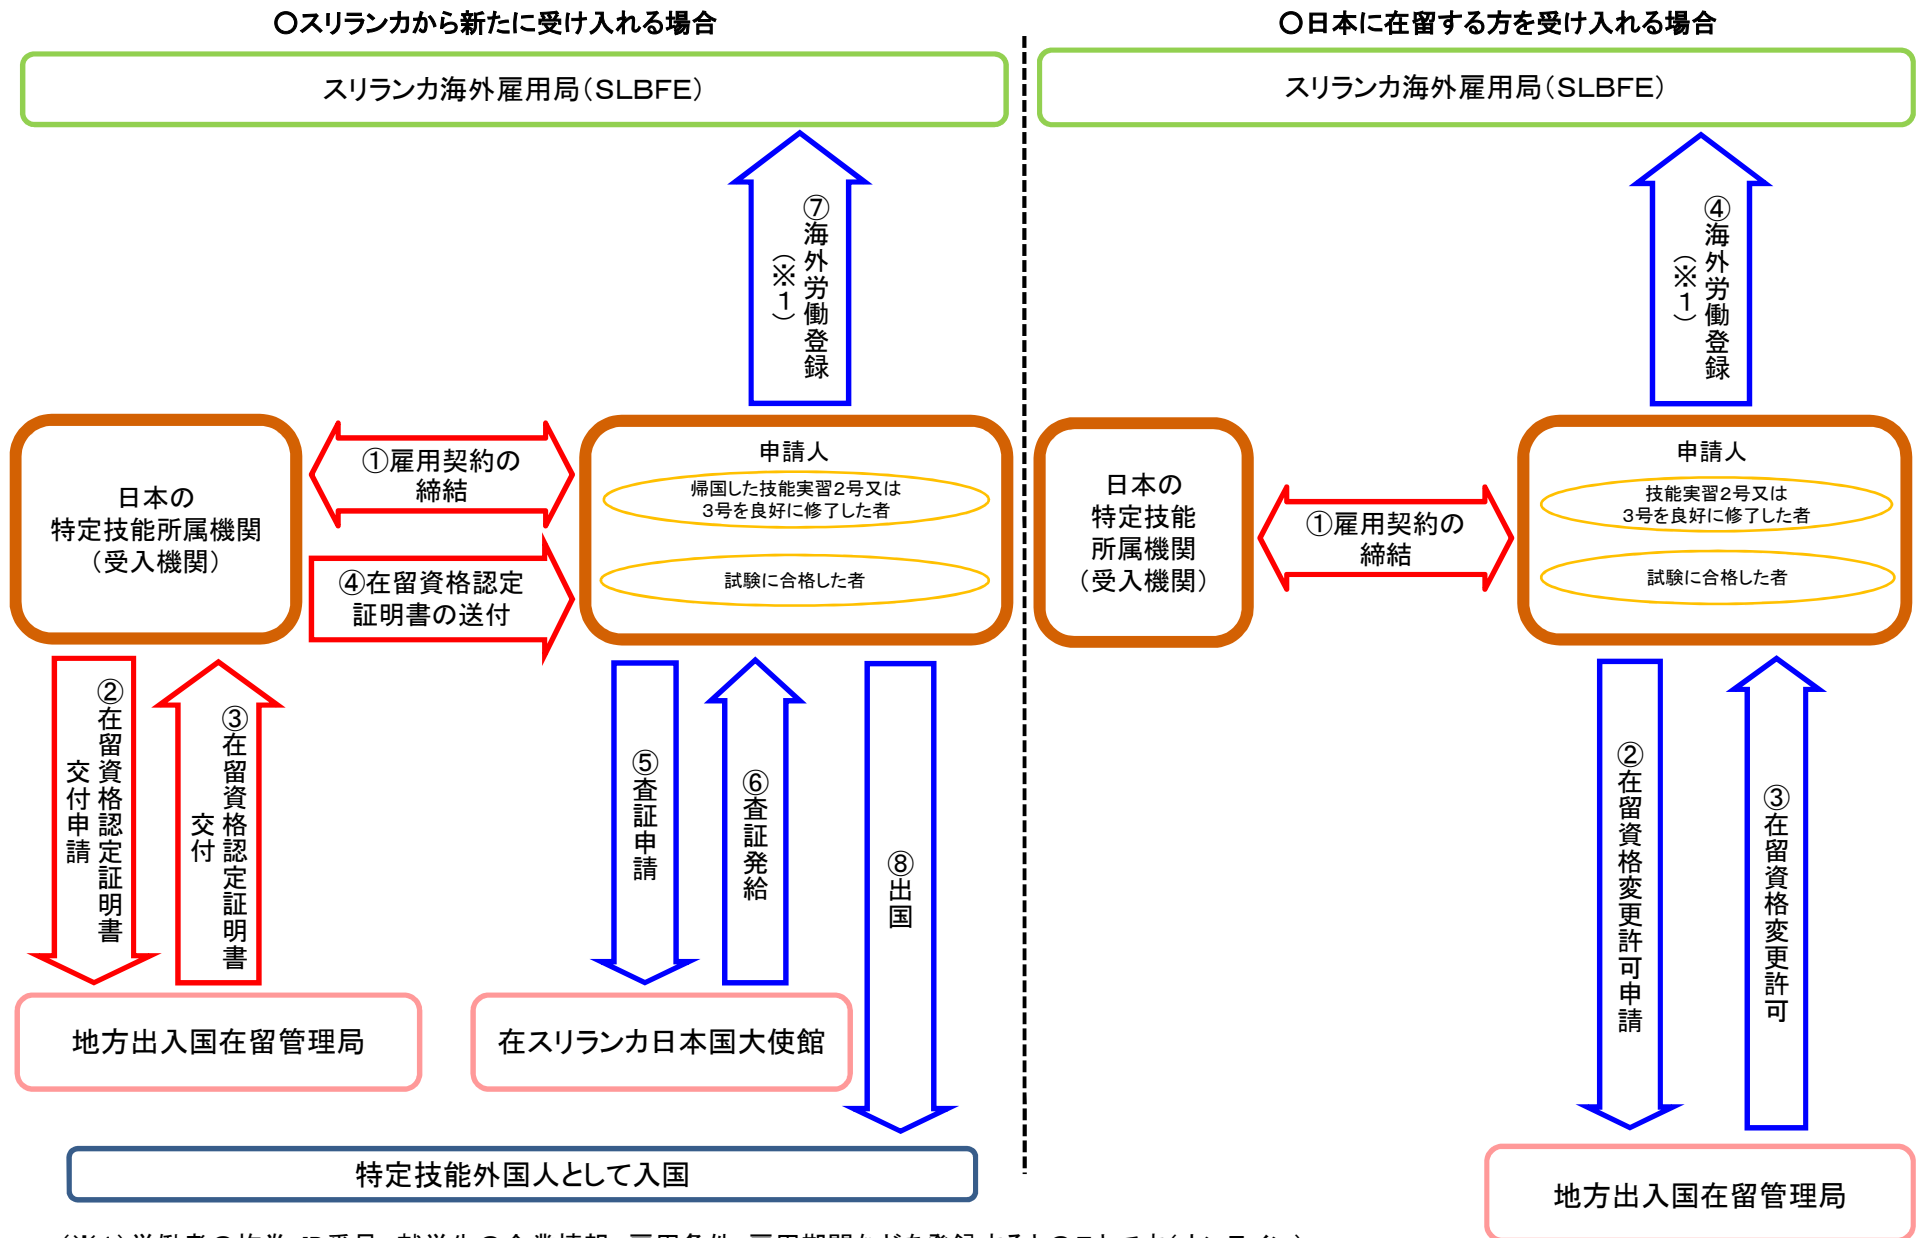 〇スリランカから新たに受け入れる場合
スリランカ海外雇用局(SLBFE)
⑦海外労働登録
(※1)
日本の
特定技能所属機関
(受入機関)
①雇用契約の
締結
④在留資格認定
証明書の送付
申請人
帰国した技能実習2号又は
3号を良好に修了した者
試験に合格した者
②在留資格認定証明書
交付申請
③在留資格認定証明書
交付
⑤査証申請
⑥査証発給
⑧出国
地方出入国在留管理局
在スリランカ日本国大使館
特定技能外国人として入国
〇日本に在留する方を受け入れる場合
スリランカ海外雇用局(SLBFE)
④海外労働登録
(※1)
日本の
特定技能
所属機関
(受入機関)
①雇用契約の
締結
申請人
技能実習2号又は
3号を良好に修了した者
試験に合格した者
②在留資格変更許可申請
③在留資格変更許可
地方出入国在留管理局